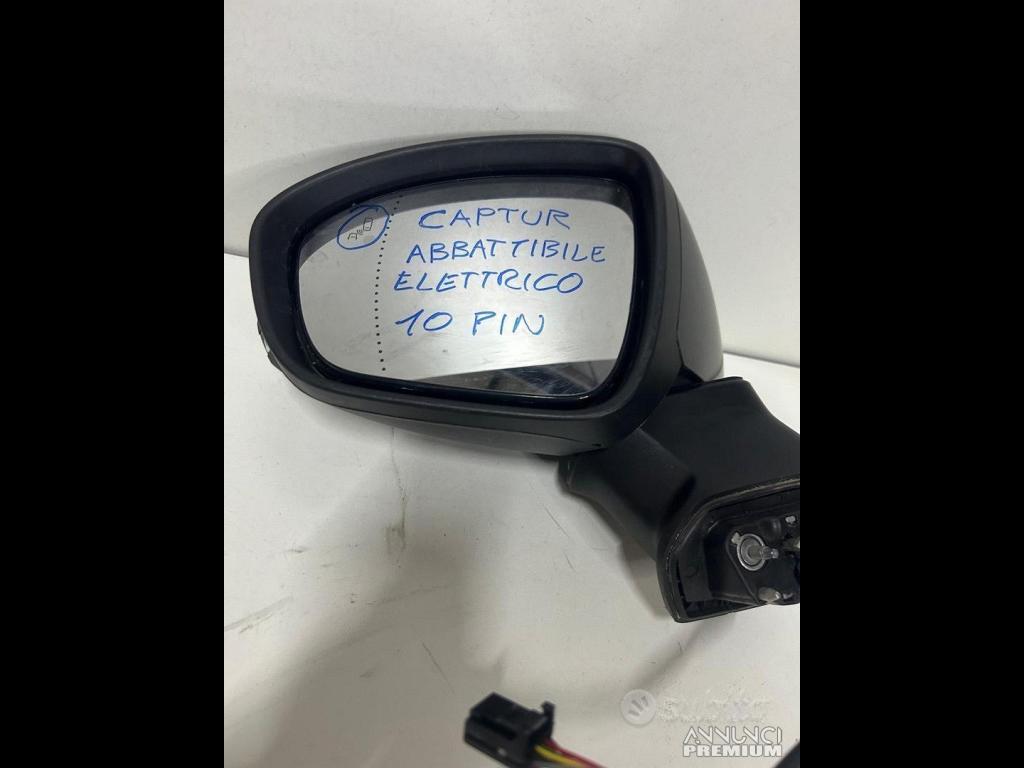 CAPTUR
ABBATTIBILE
ELETTRICO
10 PIN
ANNUNCI
PREMIUM